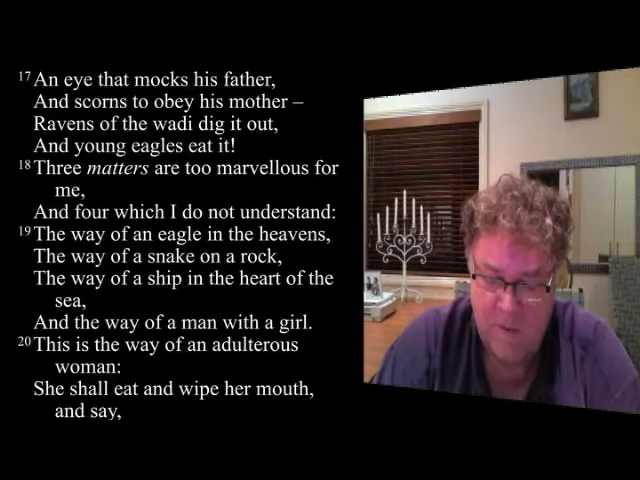 17 An eye that mocks his father,
And scorns to obey his mother –
Ravens of the wadi dig it out,
And young eagles eat it!
18 Three matters are too marvellous for
me,
And four which I do not understand:
19 The way of an eagle in the heavens,
The way of a snake on a rock,
The way of a ship in the heart of the
sea,
And the way of a man with a girl.
20 This is the way of an adulterous
woman:
She shall eat and wipe her mouth,
and say,